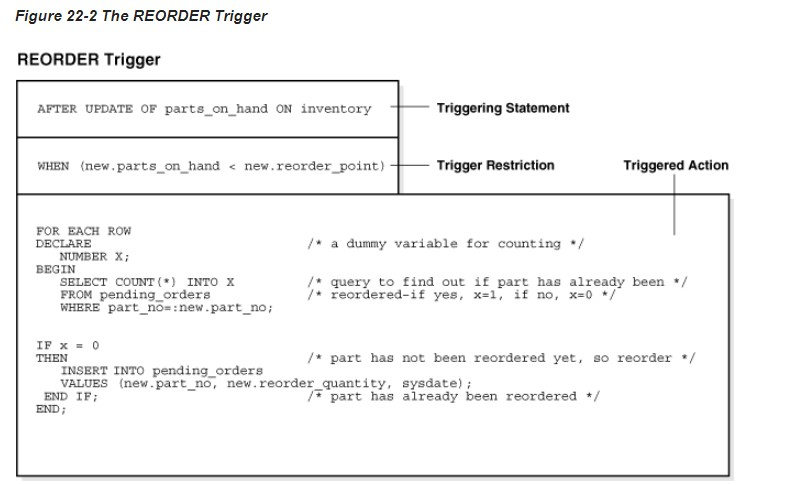 Figure 22-2 The REORDER Trigger
REORDER Trigger
AFTER UPDATE OF parts_on_hand ON inventory
Triggering Statement
WHEN (new.parts_on_hand < new.reorder_point)
Trigger Restriction
Triggered Action
FOR EACH ROW
DECLARE /* a dummy variable for counting */
NUMBER X;
BEGIN
SELECT COUNT(*) INTO X /* query to find out if part has already been */
FROM pending_orders /* reordered-if yes, x=1, if no, x=0 */
WHERE part_no=:new.part_no;
IF x = 0
THEN /* part has not been reordered yet, so reorder */
INSERT INTO pending_orders
VALUES (new.part_no, new.reorder_quantity, sysdate);
END IF; /* part has already been reordered */
END;